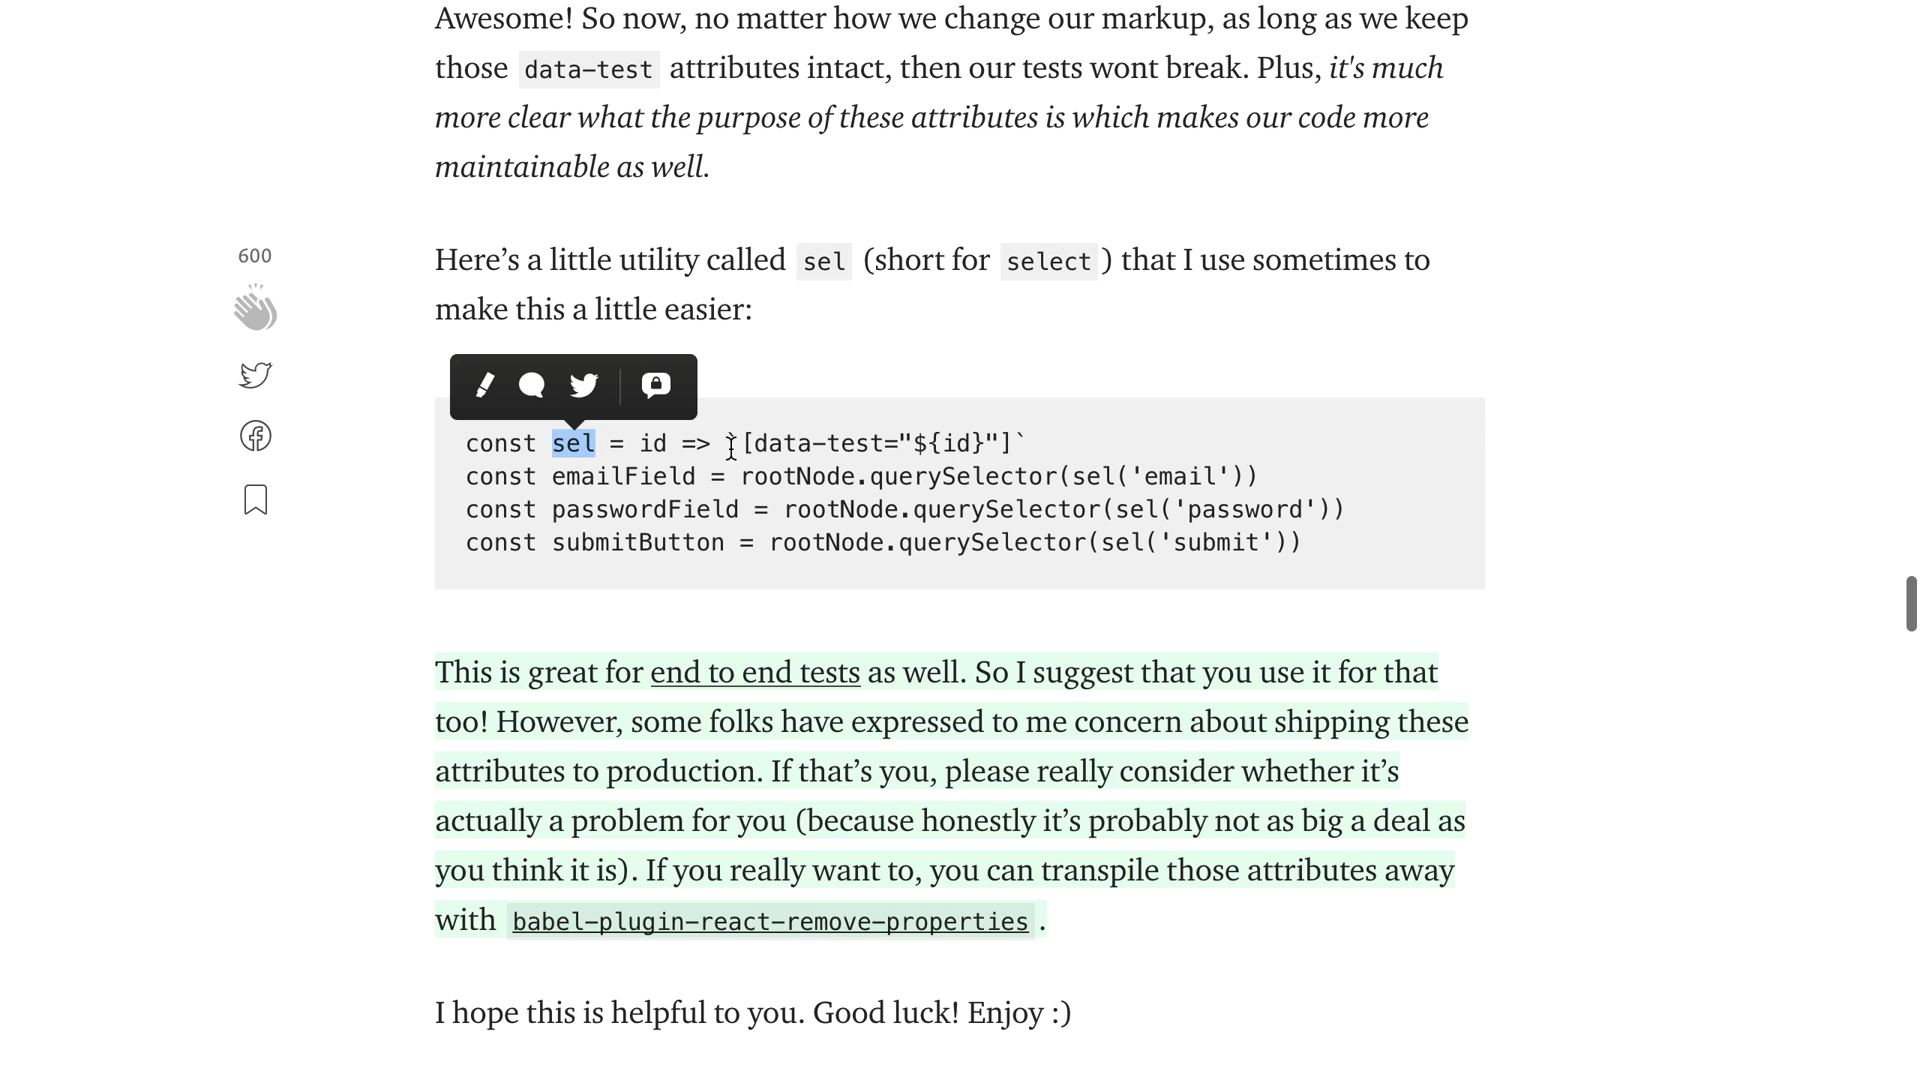 Awesome! So now, no matter how we change our markup, as long as we keep
those data-test attributes intact, then our tests wont break. Plus, it's much
more clear what the purpose of these attributes is which makes our code more
maintainable as well.
600
Here’s a little utility called sel (short for select) that I use sometimes to
make this a little easier:
const sel = id => `[data-test="${id}"]`
const emailField = rootNode.querySelector(sel('email'))
const passwordField = rootNode.querySelector(sel('password'))
const submitButton = rootNode.querySelector(sel('submit'))
This is great for end to end tests as well. So I suggest that you use it for that
too! However, some folks have expressed to me concern about shipping these
attributes to production. If that’s you, please really consider whether it’s
actually a problem for you (because honestly it’s probably not as big a deal as
you think it is). If you really want to, you can transpile those attributes away
with babel-plugin-react-remove-properties.
I hope this is helpful to you. Good luck! Enjoy :)